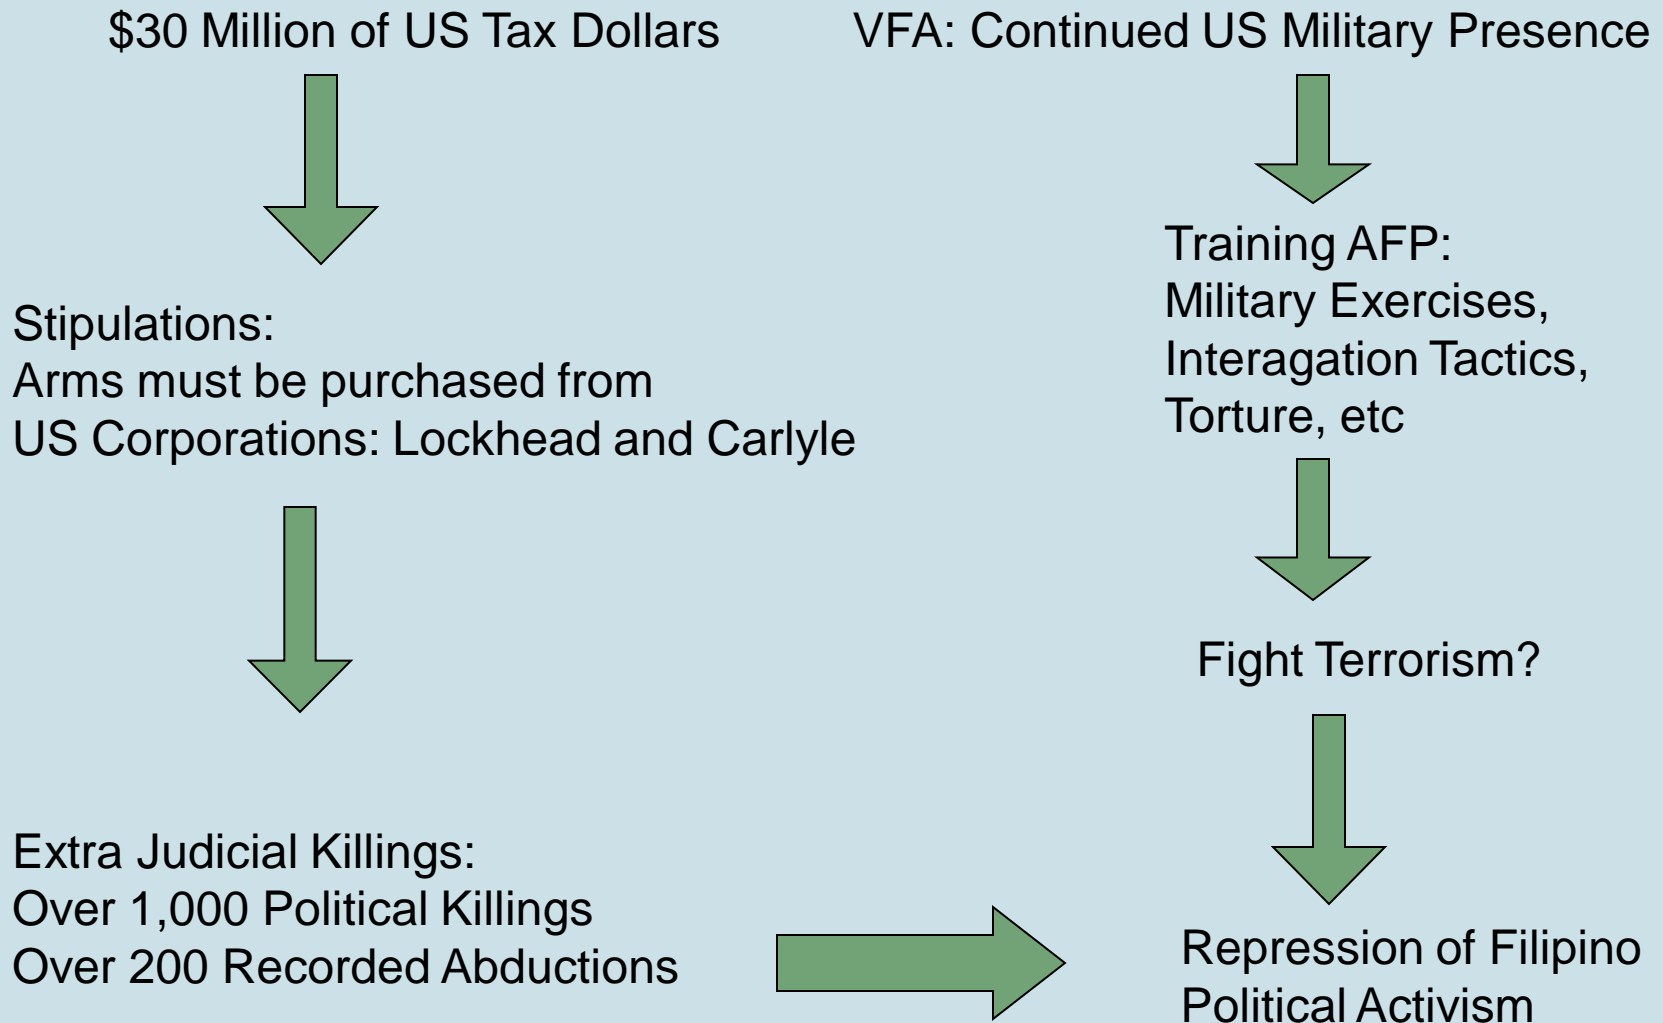 $30 Million of US Tax Dollars
Stipulations:
Arms must be purchased from
US Corporations: Lockhead and Carlyle
Extra Judicial Killings:
Over 1,000 Political Killings
Over 200 Recorded Abductions
VFA: Continued US Military Presence
Training AFP:
Military Exercises,
Interagation Tactics,
Torture, etc
Fight Terrorism?
Repression of Filipino
Political Activism